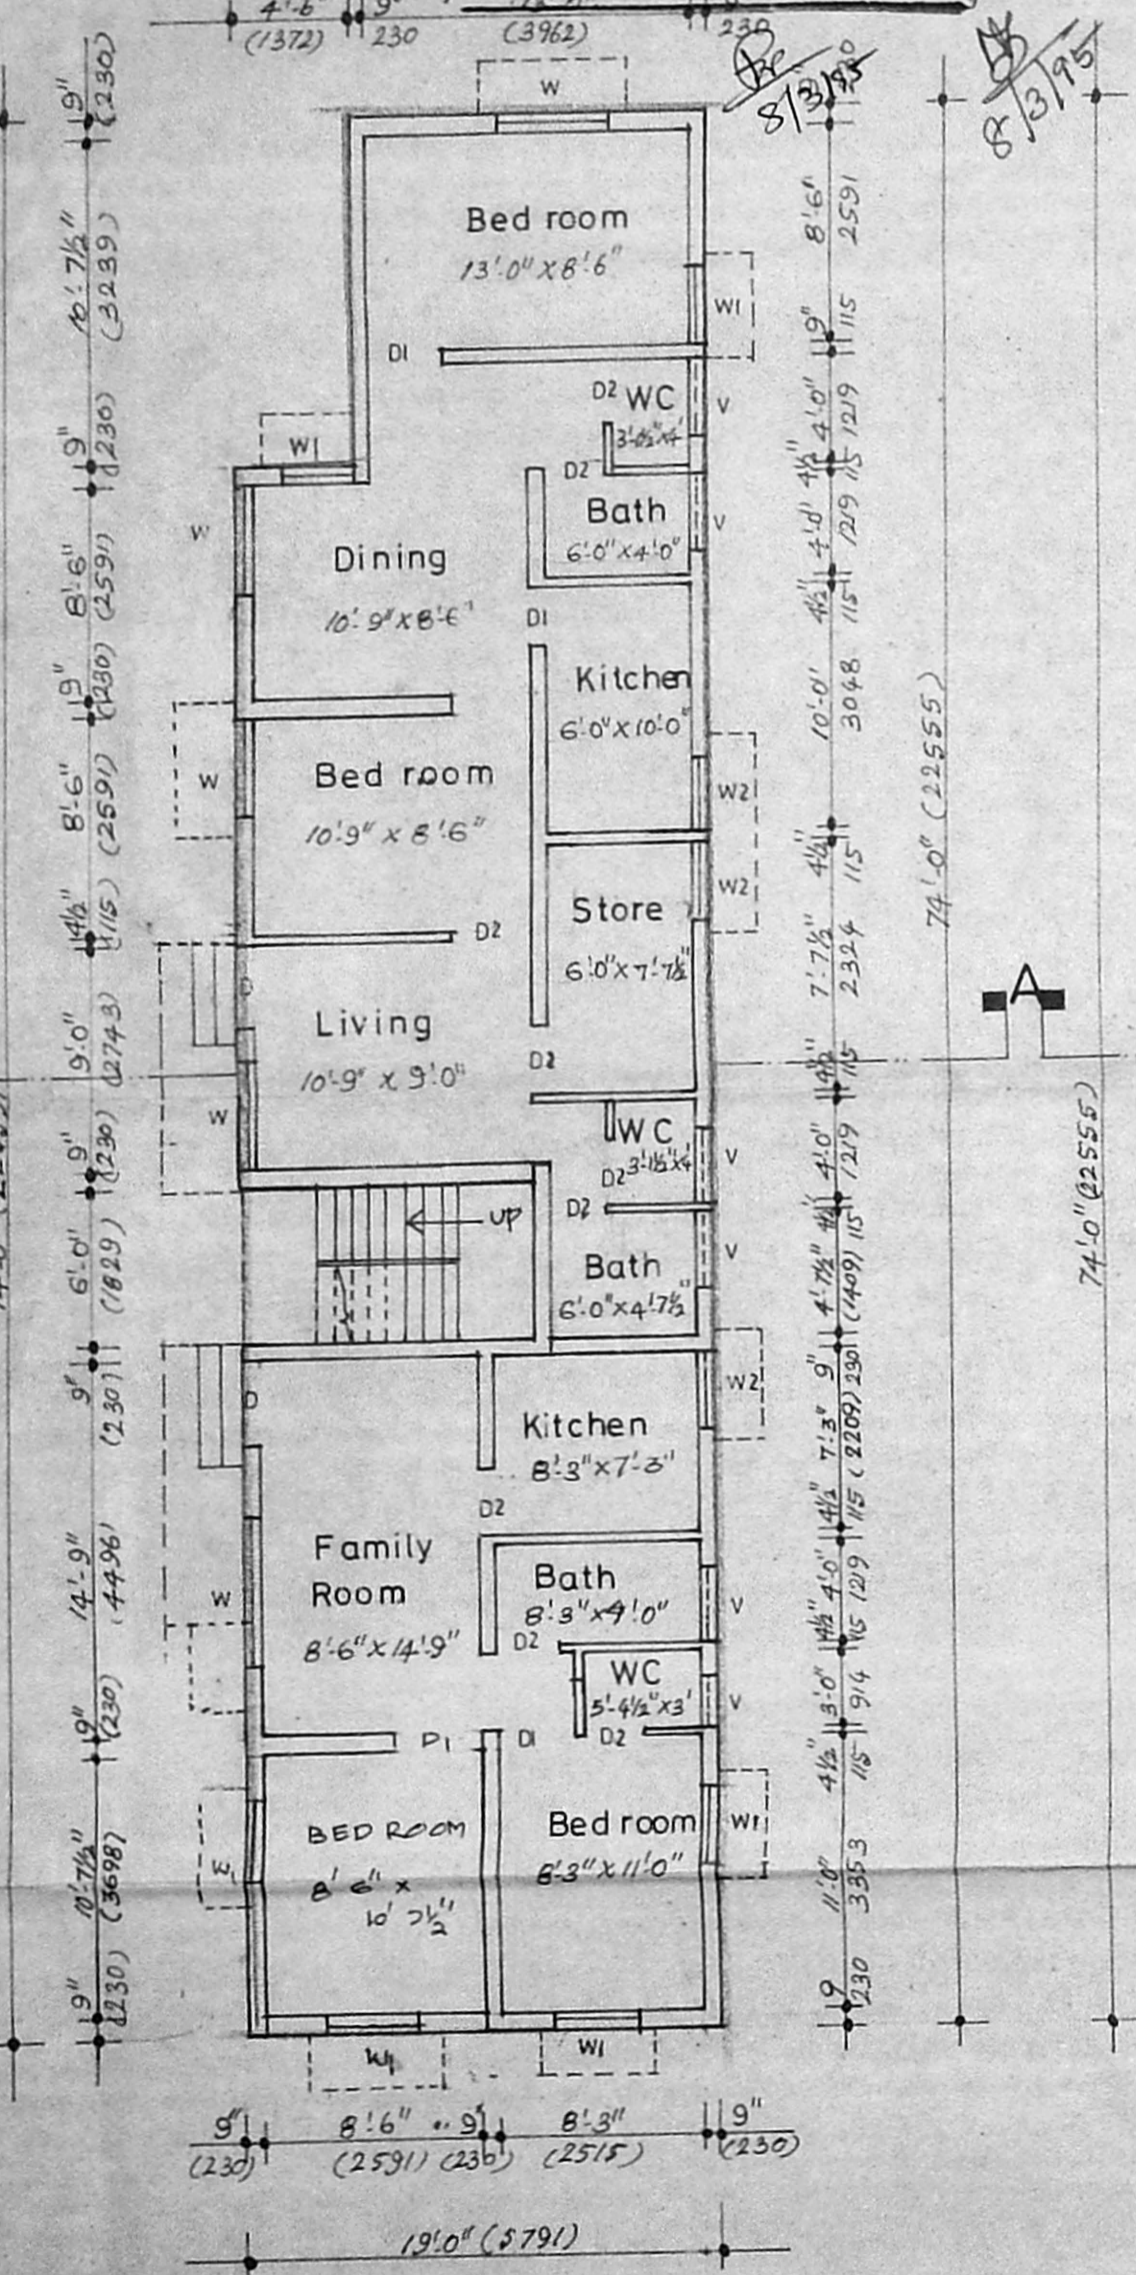 4'-6" 9"
(1372) 230 (3962) 230
8/3/95
8/3/95
W
Bed room
13'-0" X 8'6"
W1
D1
D2 WC
V
W1
D2
Bath
6'-0" X 4'-0"
V
W
Dining
10'-9" X 8'-6"
D1
Kitchen
6'-0" X 10'-0"
W
Bed room
10'-9" X 8'6"
W2
W2
Store
6'-0" X 7'-7½"
D2
D
Living
10'-9" X 9'-0"
D2
W
WC
D2 3'-1½" X 4'
V
D2
UP
Bath
6'-0" X 4'-7½"
V
W2
D
Kitchen
8'-3" X 7'-3"
D2
Family
Room
8'-6" X 14'-9"
W
Bath
8'-3" X 4'-0"
V
D2
WC
5'-4½" X 3'
V
D1 D1 D2
BED ROOM
8' 6" X
10' 7½"
W1
Bed room
8'-3" X 11'-0"
W1
W1
W1
9" (230)
10'-7½" (3239)
9" (230)
8'-6" (2591)
9" (230)
8'-6" (2591)
4½" (115)
9'-0" (2743)
9" (230)
6'-0" (1829)
9" (230)
14'-9" (4496)
9" (230)
10'-7½" (3698)
9" (230)
8'-6" 2591
9" 115
4'-0" 1219
4½" 115
4'-0" 1219
4½" 115
10'-0" 3048
4½" 115
7'-7½" 2324
4½" 115
4'-0" 1219
4½" 115
4'-7½" (1409)
9" 230
7'-3" (2209)
4½" 115
4'-0" 1219
4½" 115
3'-0" 914
4½" 115
11'-0" 3353
9 230
74'-0" (22555)
A
74'-0" (22555)
9" 8'-6" 9" 8'-3" 9"
(230) (2591) (230) (2515) (230)
19'-0" (5791)